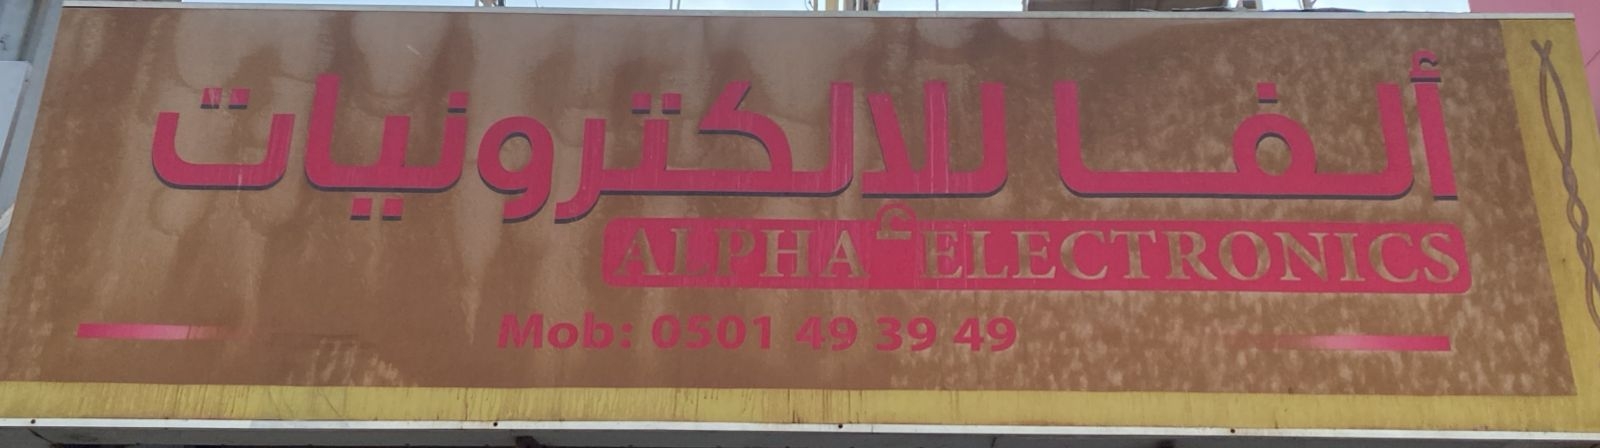 ألفا للالكترونيات
ALPHA ELECTRONICS
Mob: 0501 49 39 49